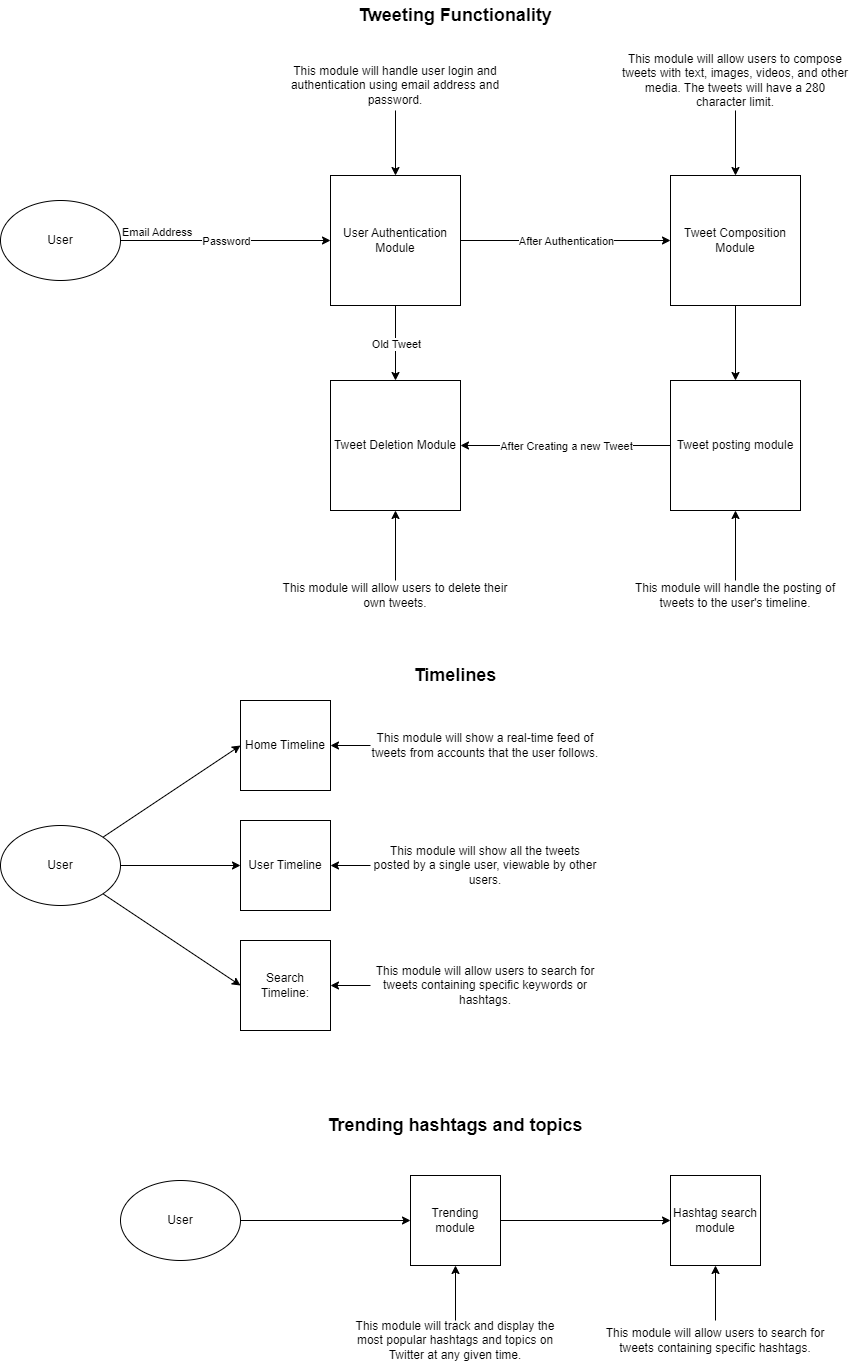 Tweeting Functionality
This module will handle user login and
authentication using email address and
password.
This module will allow users to compose
tweets with text, images, videos, and other
media. The tweets will have a 280
character limit.
User
Email Address
Password
User Authentication
Module
After Authentication
Tweet Composition
Module
Old Tweet
Tweet Deletion Module
After Creating a new Tweet
Tweet posting module
This module will allow users to delete their
own tweets.
This module will handle the posting of
tweets to the user's timeline.
Timelines
Home Timeline
This module will show a real-time feed of
tweets from accounts that the user follows.
User
User Timeline
This module will show all the tweets
posted by a single user, viewable by other
users.
Search
Timeline:
This module will allow users to search for
tweets containing specific keywords or
hashtags.
Trending hashtags and topics
User
Trending
module
Hashtag search
module
This module will track and display the
most popular hashtags and topics on
Twitter at any given time.
This module will allow users to search for
tweets containing specific hashtags.